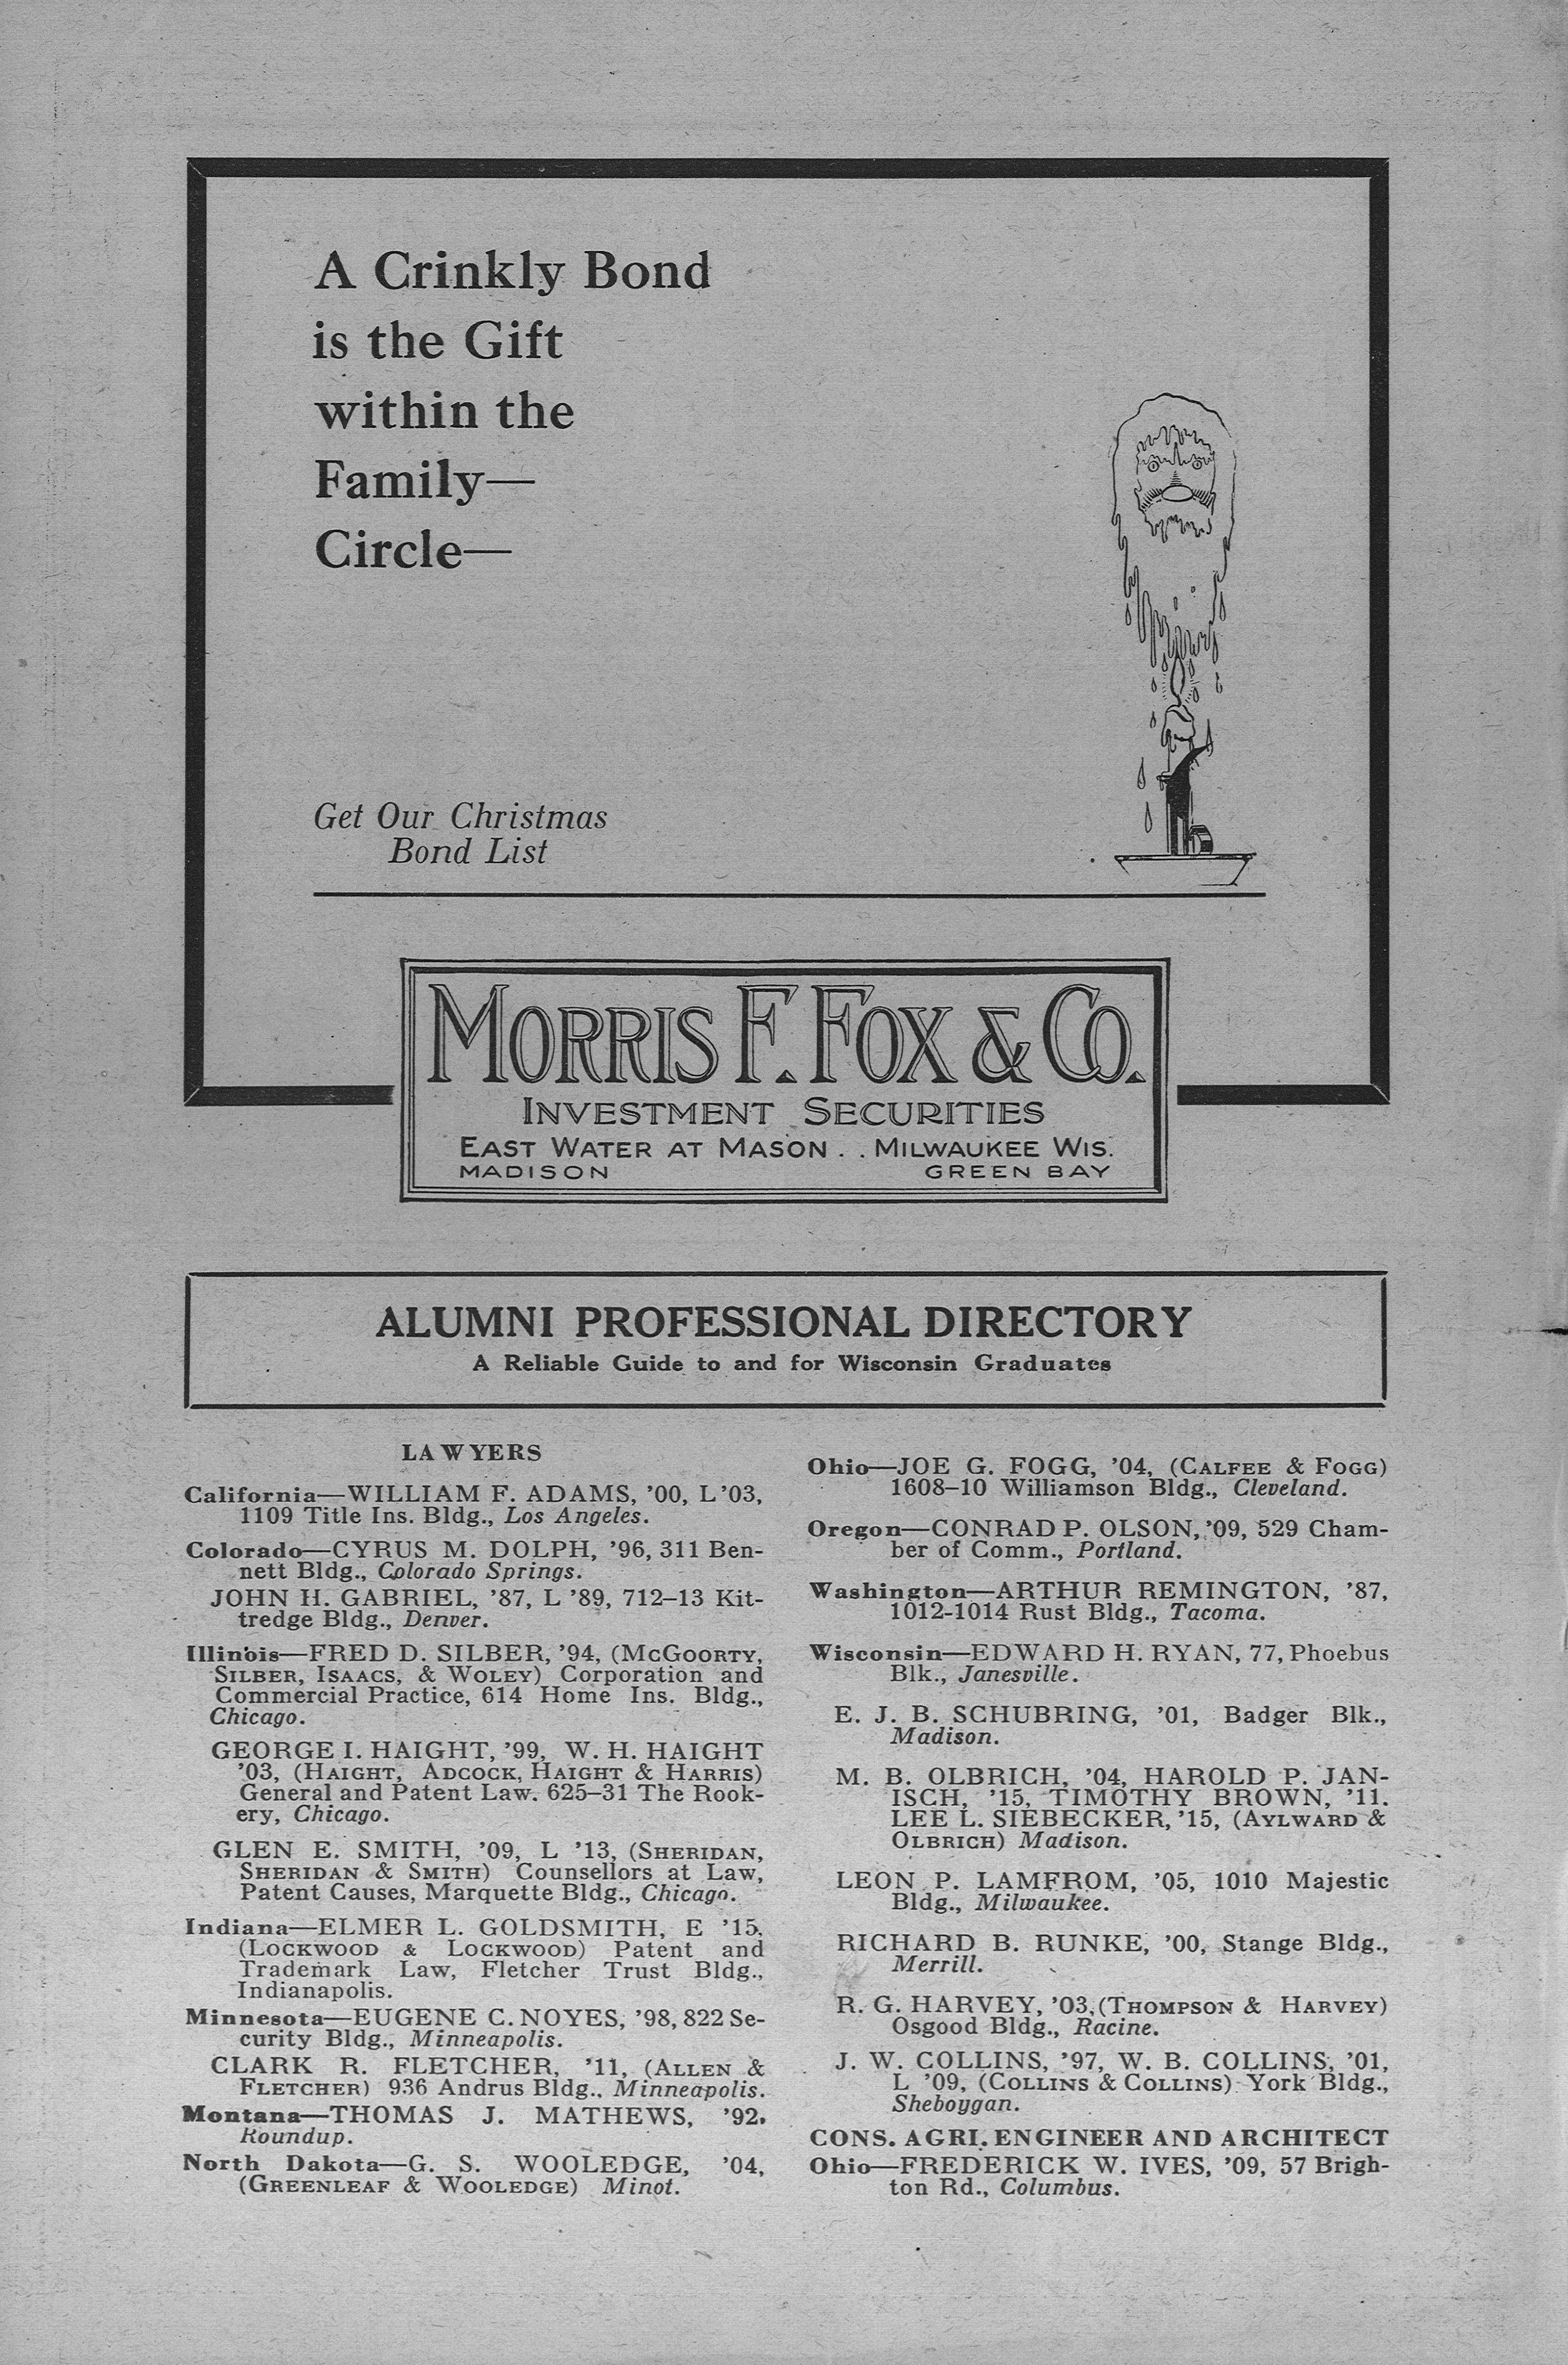 A Crinkly Bond
is the Gift
within the
Family—
Circle—
Get Our Christmas
Bond List
MORRIS F. FOX & CO.
INVESTMENT SECURITIES
EAST WATER AT MASON . . MILWAUKEE WIS.
MADISON GREEN BAY
ALUMNI PROFESSIONAL DIRECTORY
A Reliable Guide to and for Wisconsin Graduates
LAWYERS
California—WILLIAM F. ADAMS, '00, L '03,
1109 Title Ins. Bldg., Los Angeles.
Colorado—CYRUS M. DOLPH, '96, 311 Ben-
nett Bldg., Colorado Springs.
JOHN H. GABRIEL, '87, L '89, 712–13 Kit-
tredge Bldg., Denver.
Illinois—FRED D. SILBER, '94, (McGOORTY,
SILBER, ISAACS, & WOLEY) Corporation and
Commercial Practice, 614 Home Ins. Bldg.,
Chicago.
GEORGE I. HAIGHT, '99, W. H. HAIGHT
'03, (HAIGHT, ADCOCK, HAIGHT & HARRIS)
General and Patent Law. 625–31 The Rook-
ery, Chicago.
GLEN E. SMITH, '09, L '13, (SHERIDAN,
SHERIDAN & SMITH) Counsellors at Law,
Patent Causes, Marquette Bldg., Chicago.
Indiana—ELMER L. GOLDSMITH, E '15,
(LOCKWOOD & LOCKWOOD) Patent and
Trademark Law, Fletcher Trust Bldg.,
Indianapolis.
Minnesota—EUGENE C. NOYES, '98, 822 Se-
curity Bldg., Minneapolis.
CLARK R. FLETCHER, '11, (ALLEN &
FLETCHER) 936 Andrus Bldg., Minneapolis.
Montana—THOMAS J. MATHEWS, '92,
Roundup.
North Dakota—G. S. WOOLEDGE, '04,
(GREENLEAF & WOOLEDGE) Minot.
Ohio—JOE G. FOGG, '04, (CALFEE & FOGG)
1608–10 Williamson Bldg., Cleveland.
Oregon—CONRAD P. OLSON, '09, 529 Cham-
ber of Comm., Portland.
Washington—ARTHUR REMINGTON, '87,
1012-1014 Rust Bldg., Tacoma.
Wisconsin—EDWARD H. RYAN, 77, Phoebus
Blk., Janesville.
E. J. B. SCHUBRING, '01, Badger Blk.,
Madison.
M. B. OLBRICH, '04, HAROLD P. JAN-
ISCH, '15, TIMOTHY BROWN, '11.
LEE L. SIEBECKER, '15, (AYLWARD &
OLBRICH) Madison.
LEON P. LAMFROM, '05, 1010 Majestic
Bldg., Milwaukee.
RICHARD B. RUNKE, '00, Stange Bldg.,
Merrill.
R. G. HARVEY, '03, (THOMPSON & HARVEY)
Osgood Bldg., Racine.
J. W. COLLINS, '97, W. B. COLLINS, '01,
L '09, (COLLINS & COLLINS) York Bldg.,
Sheboygan.
CONS. AGRI. ENGINEER AND ARCHITECT
Ohio—FREDERICK W. IVES, '09, 57 Brigh-
ton Rd., Columbus.